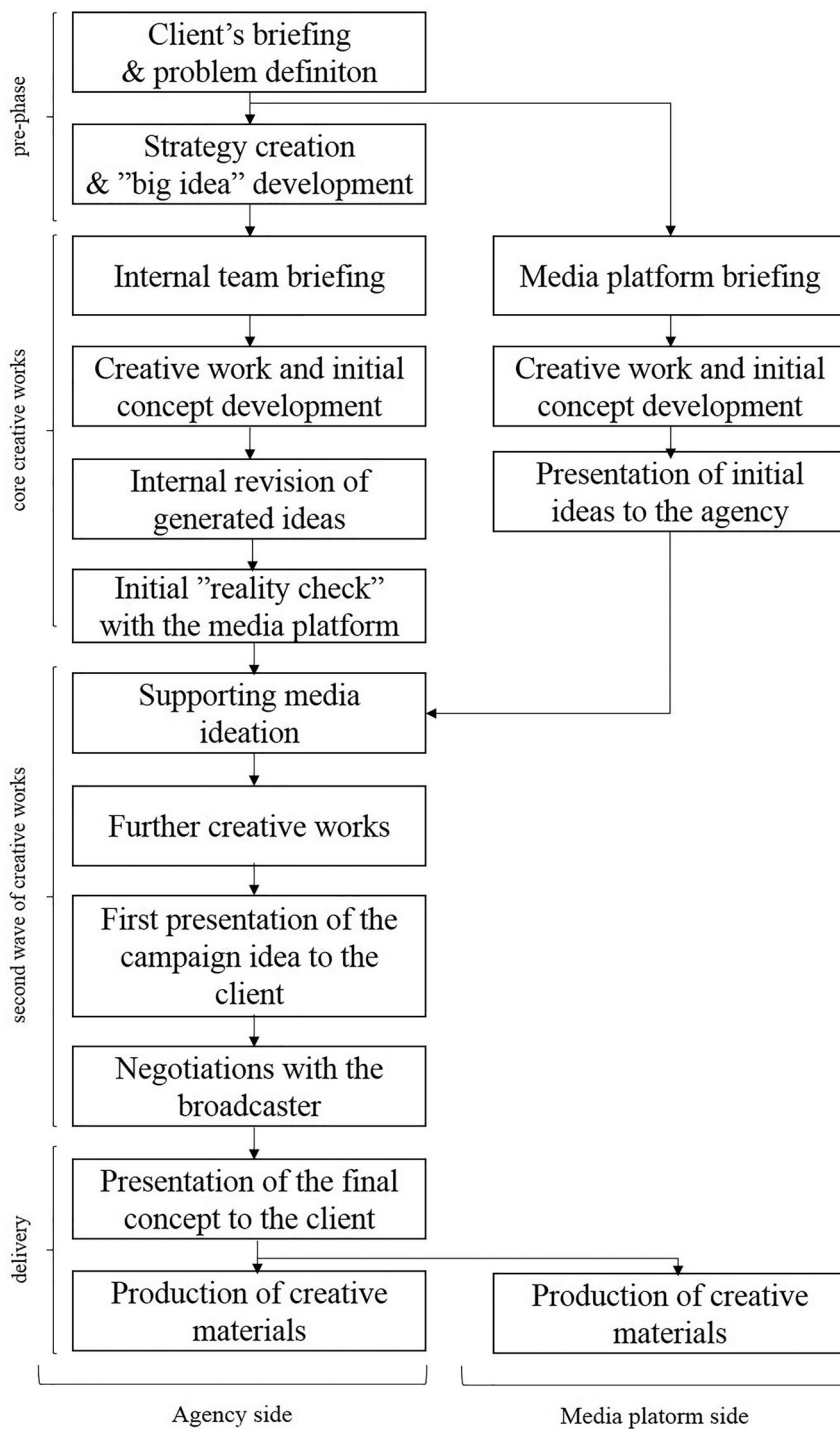 pre-phase
Client's briefing
& problem definiton
Strategy creation
& ”big idea” development
core creative works
Internal team briefing
Media platform briefing
Creative work and initial
concept development
Creative work and initial
concept development
Internal revision of
generated ideas
Presentation of initial
ideas to the agency
Initial ”reality check”
with the media platform
second wave of creative works
Supporting media
ideation
Further creative works
First presentation of the
campaign idea to the
client
Negotiations with the
broadcaster
delivery
Presentation of the final
concept to the client
Production of creative
materials
Production of creative
materials
Agency side
Media platorm side